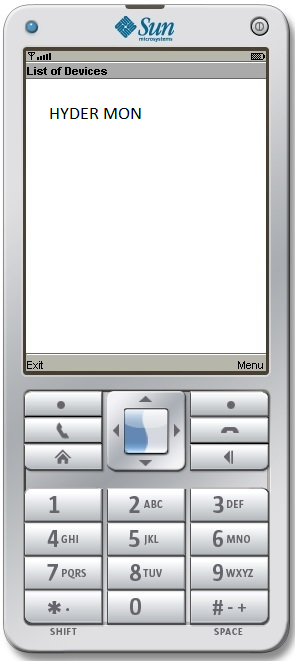 Sun
microsystems
List of Devices
HYDER MON
Exit Menu
1 2 ABC 3 DEF
4 GHI 5 JKL 6 MNO
7 PQRS 8 TUV 9 WXYZ
* . 0 # - +
SHIFT SPACE